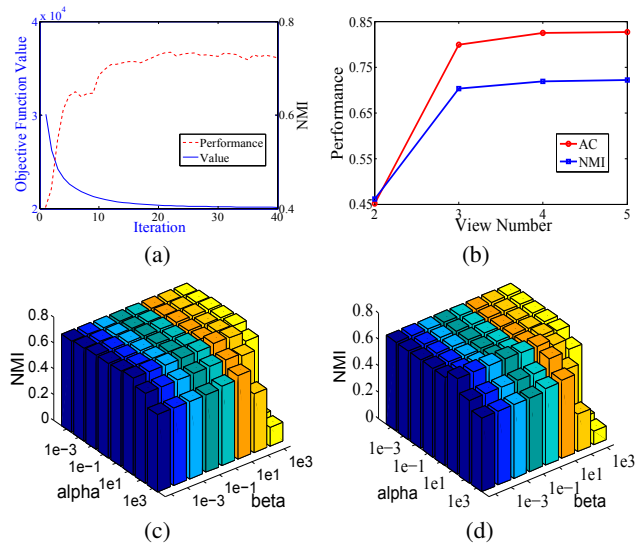 4 x 10^4
0.8
3
0.6
2
0.4
0
10
20
30
40
Objective Function Value
NMI
Iteration
Performance
Value
(a)
0.85
0.75
0.65
0.55
0.45
2
3
4
5
Performance
View Number
AC
NMI
(b)
0.8
0.6
0.4
0.2
0
NMI
1e-3
1e-1
1e1
1e3
alpha
1e-3
1e-1
1e1
1e3
beta
(c)
0.8
0.6
0.4
0.2
0
NMI
1e-3
1e-1
1e1
1e3
alpha
1e-3
1e-1
1e1
1e3
beta
(d)